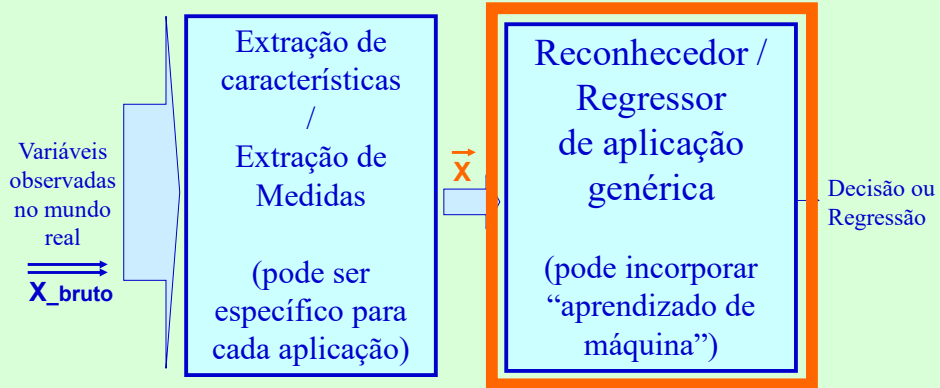 Variáveis
observadas
no mundo
real
X_bruto
Extração de
características
/
Extração de
Medidas
(pode ser
específico para
cada aplicação)
X
Reconhecedor /
Regressor
de aplicação
genérica
(pode incorporar
“aprendizado de
máquina”)
Decisão ou
Regressão